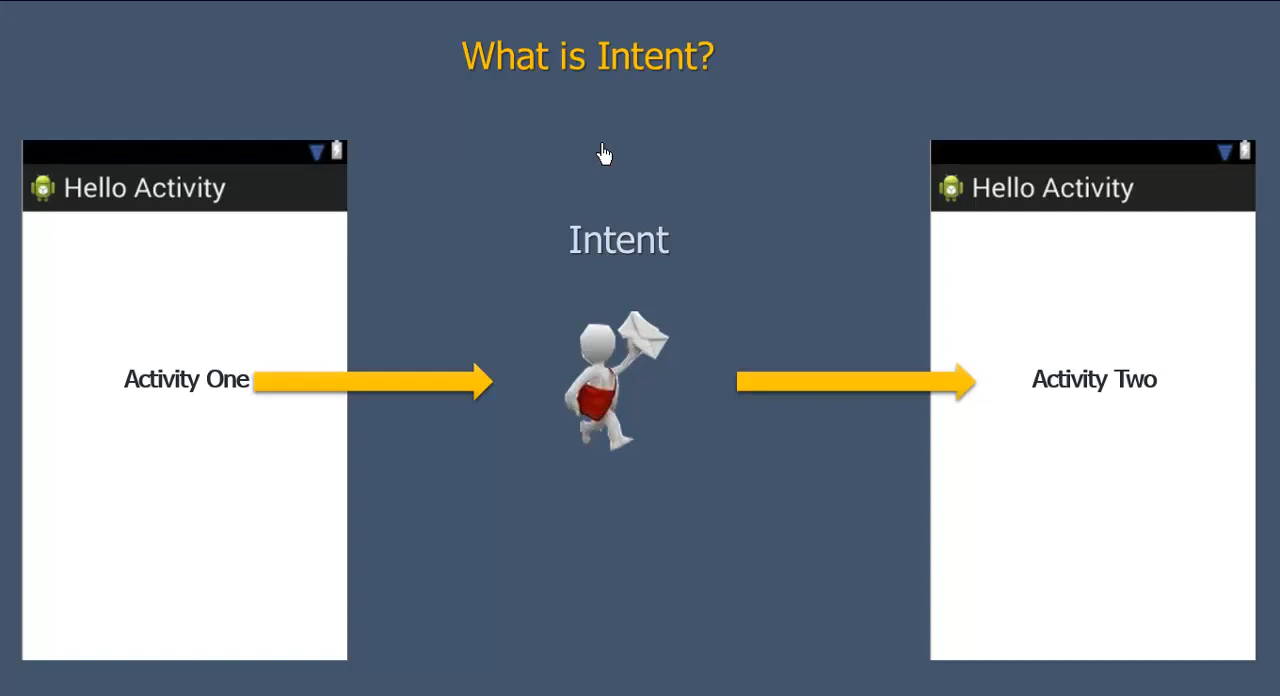 What is Intent?
Hello Activity
Hello Activity
Intent
Activity One
Activity Two